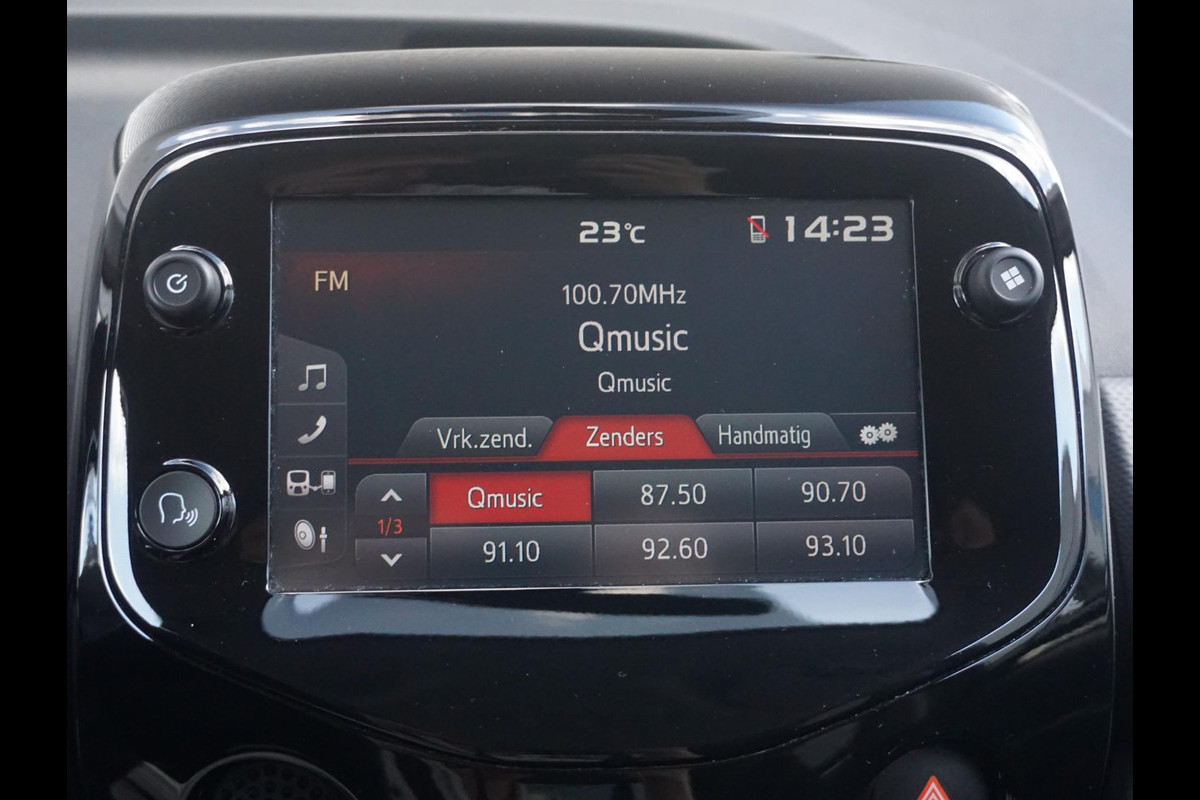 23°C 14:23
FM
100.70MHz
Qmusic
Qmusic
Vrk.zend. Zenders Handmatig
Qmusic 87.50 90.70
1/3
91.10 92.60 93.10